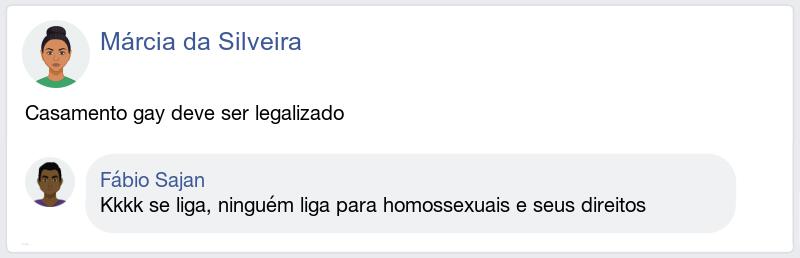 Márcia da Silveira
Casamento gay deve ser legalizado
Fábio Sajan
Kkkk se liga, ninguém liga para homossexuais e seus direitos